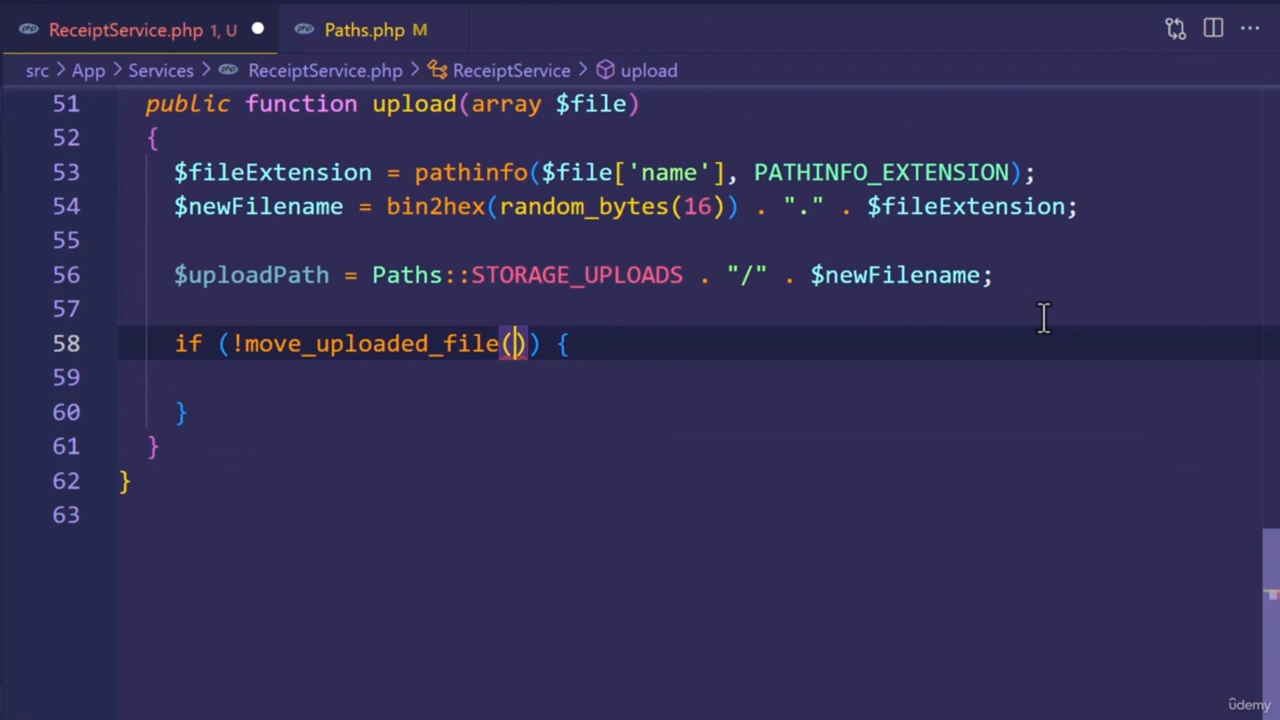 ReceiptService.php 1, U
Paths.php M
src > App > Services > ReceiptService.php > ReceiptService > upload
51 public function upload(array $file)
52 {
53 $fileExtension = pathinfo($file['name'], PATHINFO_EXTENSION);
54 $newFilename = bin2hex(random_bytes(16)) . "." . $fileExtension;
55
56 $uploadPath = Paths::STORAGE_UPLOADS . "/" . $newFilename;
57
58 if (!move_uploaded_file()) {
59
60 }
61 }
62 }
63
ûdemy